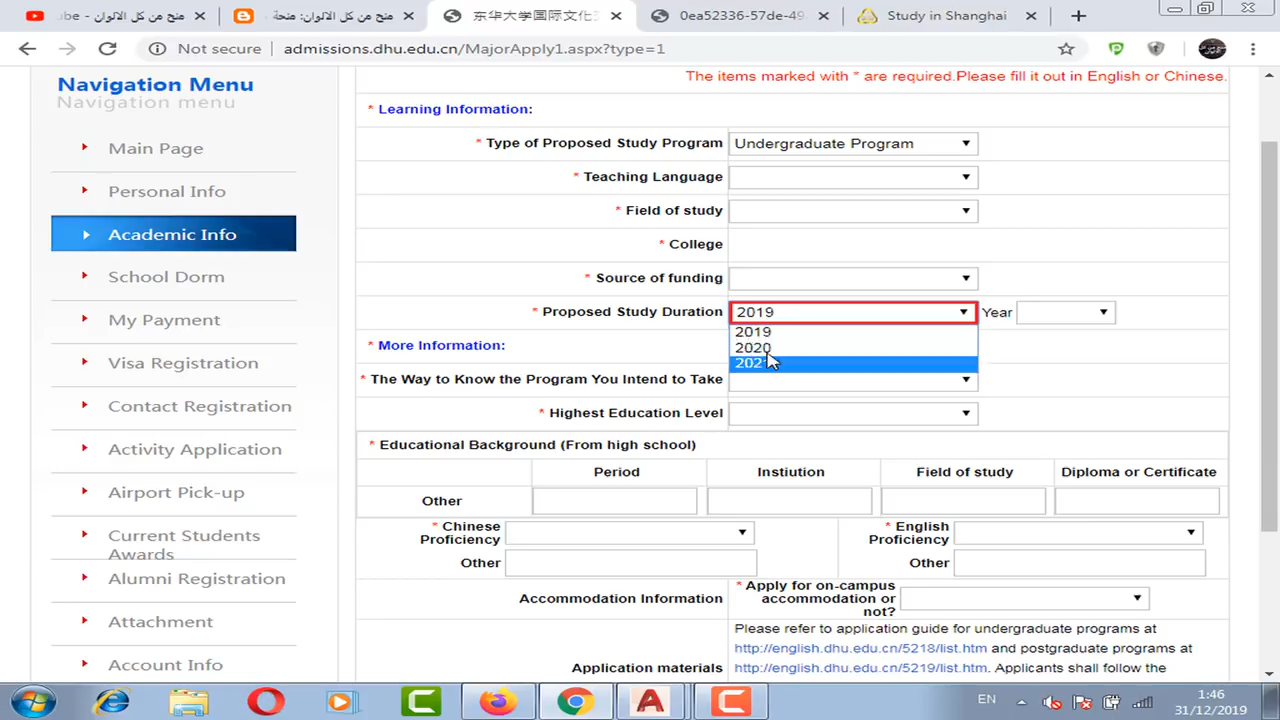 ube - منح من كل الالوان
منح من كل الالوان: منحة
东华大学国际文化
0ea52336-57de-49
Study in Shanghai
Not secure
admissions.dhu.edu.cn/MajorApply1.aspx?type=1
Navigation Menu
Navigation menu
Main Page
Personal Info
Academic Info
School Dorm
My Payment
Visa Registration
Contact Registration
Activity Application
Airport Pick-up
Current Students
Awards
Alumni Registration
Attachment
Account Info
The items marked with * are required.Please fill it out in English or Chinese.
* Learning Information:
* Type of Proposed Study Program Undergraduate Program
* Teaching Language
* Field of study
* College
* Source of funding
* Proposed Study Duration 2019 Year
2019
2020
202
* More Information:
* The Way to Know the Program You Intend to Take
* Highest Education Level
* Educational Background (From high school)
Period Instiution Field of study Diploma or Certificate
Other
* Chinese
Proficiency
* English
Proficiency
Other Other
Accommodation Information
* Apply for on-campus
accommodation or
not?
Application materials
Please refer to application guide for undergraduate programs at
http://english.dhu.edu.cn/5218/list.htm and postgraduate programs at
http://english.dhu.edu.cn/5219/list.htm. Applicants shall follow the
EN
1:46
31/12/2019